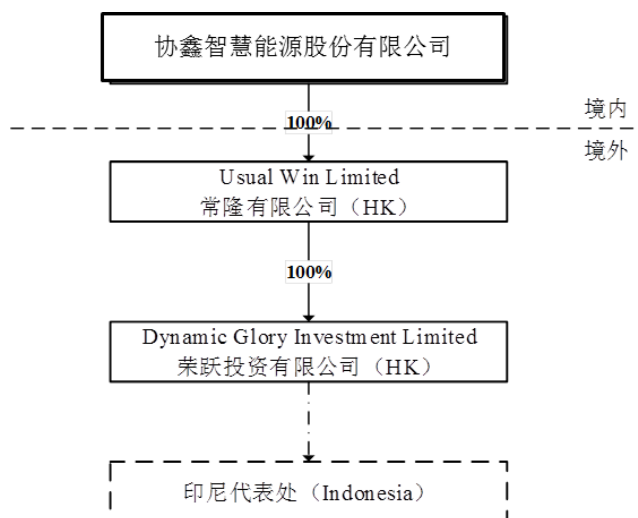 协鑫智慧能源股份有限公司
境内
100%
境外
Usual Win Limited
常隆有限公司（HK）
100%
Dynamic Glory Investment Limited
荣跃投资有限公司（HK）
印尼代表处（Indonesia）